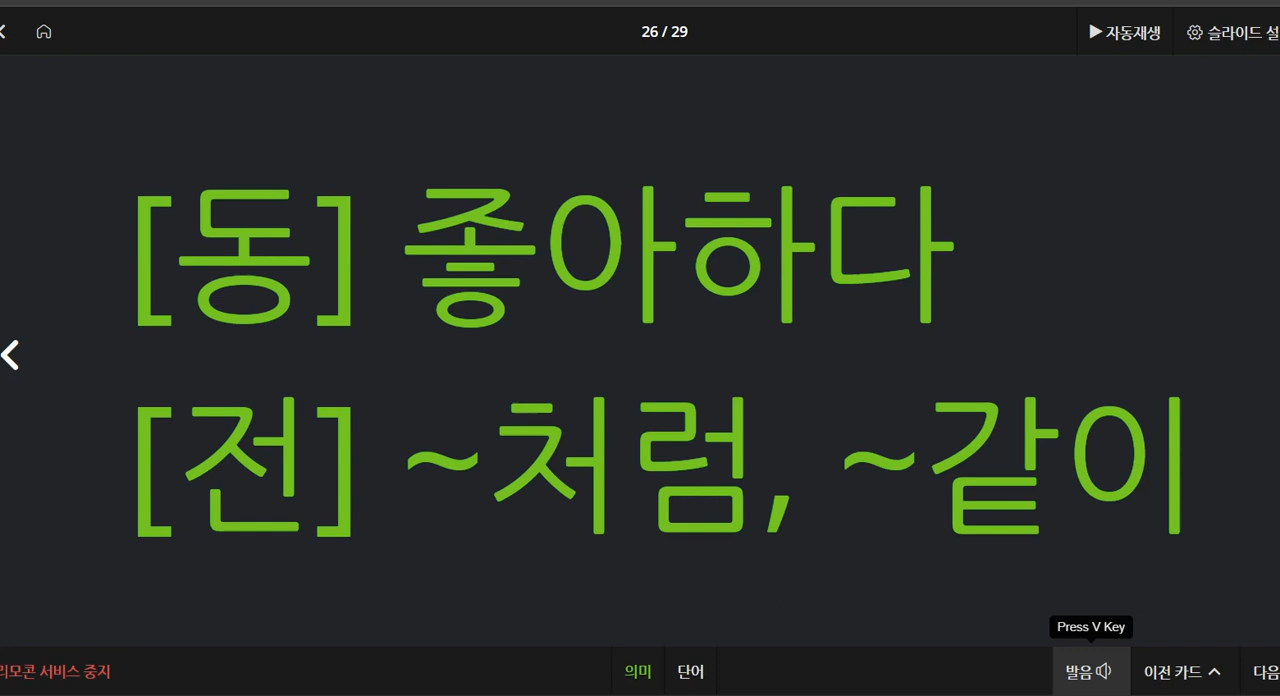 26 / 29
▶ 자동재생
슬라이드 설
[동] 좋아하다
[전] ~처럼, ~같이
Press V Key
리모콘 서비스 중지
의미
단어
발음
이전 카드
다음